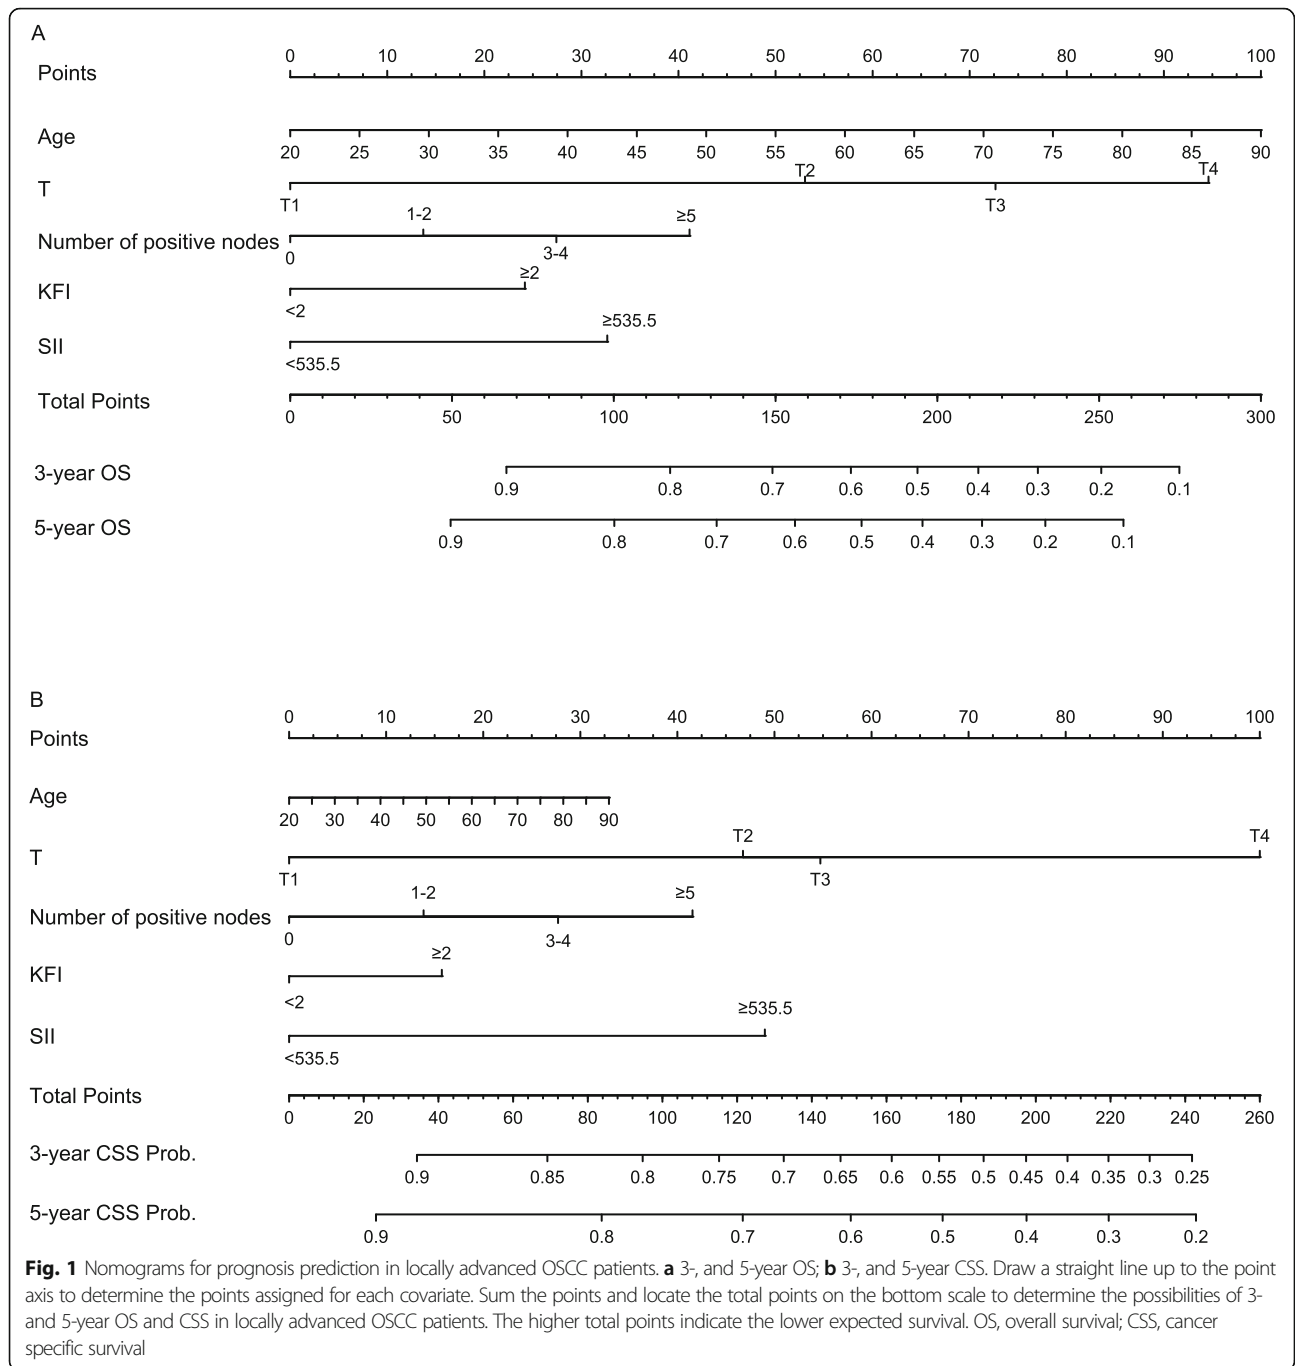 A
0 10 20 30 40 50 60 70 80 90 100
Points
Age
20 25 30 35 40 45 50 55 60 65 70 75 80 85 90
T2 T4
T
T1 T3
1-2 ≥5
Number of positive nodes
0 3-4
≥2
KFI
<2
≥535.5
SII
<535.5
Total Points
0 50 100 150 200 250 300
3-year OS
0.9 0.8 0.7 0.6 0.5 0.4 0.3 0.2 0.1
5-year OS
0.9 0.8 0.7 0.6 0.5 0.4 0.3 0.2 0.1
B
0 10 20 30 40 50 60 70 80 90 100
Points
Age
20 30 40 50 60 70 80 90
T2 T4
T
T1 T3
1-2 ≥5
Number of positive nodes
0 3-4
≥2
KFI
<2
≥535.5
SII
<535.5
Total Points
0 20 40 60 80 100 120 140 160 180 200 220 240 260
3-year CSS Prob.
0.9 0.85 0.8 0.75 0.7 0.65 0.6 0.55 0.5 0.45 0.4 0.35 0.3 0.25
5-year CSS Prob.
0.9 0.8 0.7 0.6 0.5 0.4 0.3 0.2
Fig. 1 Nomograms for prognosis prediction in locally advanced OSCC patients. a 3-, and 5-year OS; b 3-, and 5-year CSS. Draw a straight line up to the point
axis to determine the points assigned for each covariate. Sum the points and locate the total points on the bottom scale to determine the possibilities of 3-
and 5-year OS and CSS in locally advanced OSCC patients. The higher total points indicate the lower expected survival. OS, overall survival; CSS, cancer
specific survival